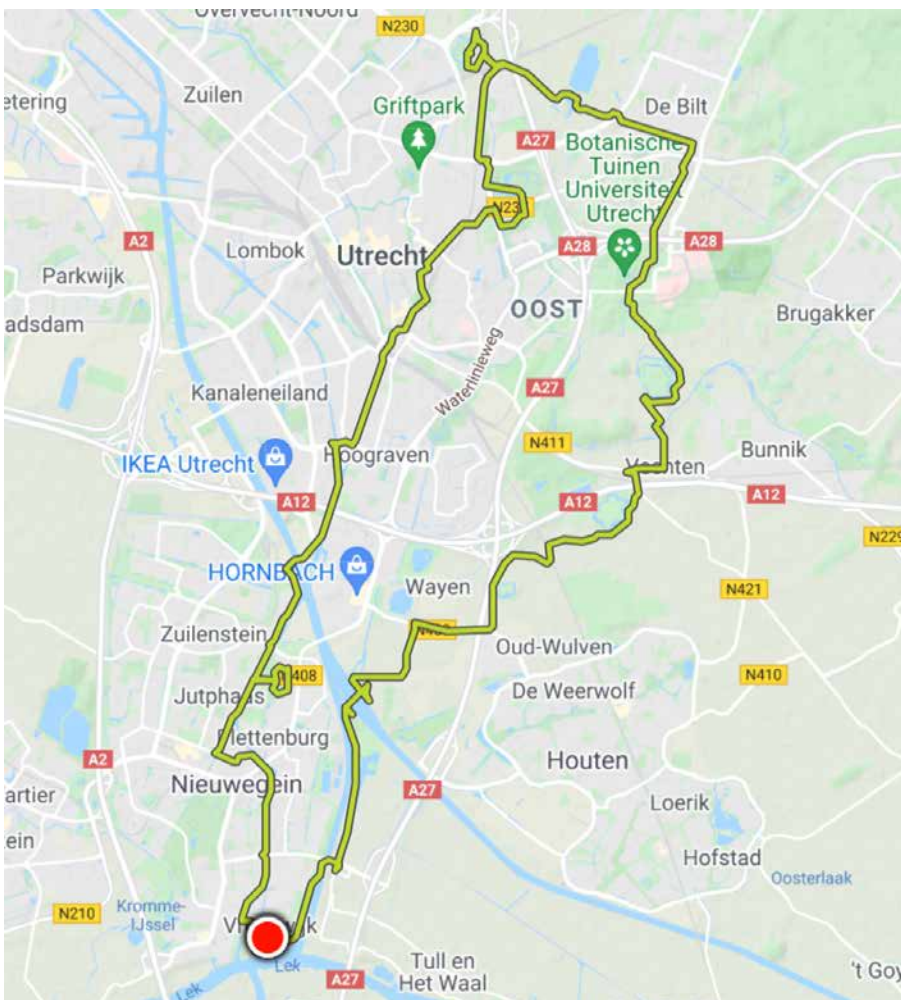 Overvecht-Noord
N230
etering
Zuilen
De Bilt
Griftpark
A27
Botanische
Tuinen
Universiteit
Utrecht
A2
Lombok
Utrecht
A28
A28
Parkwijk
OOST
Brugakker
adsdam
Waterlinieweg
Kanaleneiland
A27
N411
Bunnik
IKEA Utrecht
Hoograven
Vechten
A12
A12
A12
N229
HORNBACH
Wayen
N421
Zuilenstein
Oud-Wulven
N408
N410
Jutphaas
De Weerwolf
Plettenburg
A2
Houten
Nieuwegein
A27
artier
Loerik
ein
Hofstad
Oosterlaak
N210
Kromme-
IJssel
Lek
Tull en
Het Waal
A27
't Goy
Lek